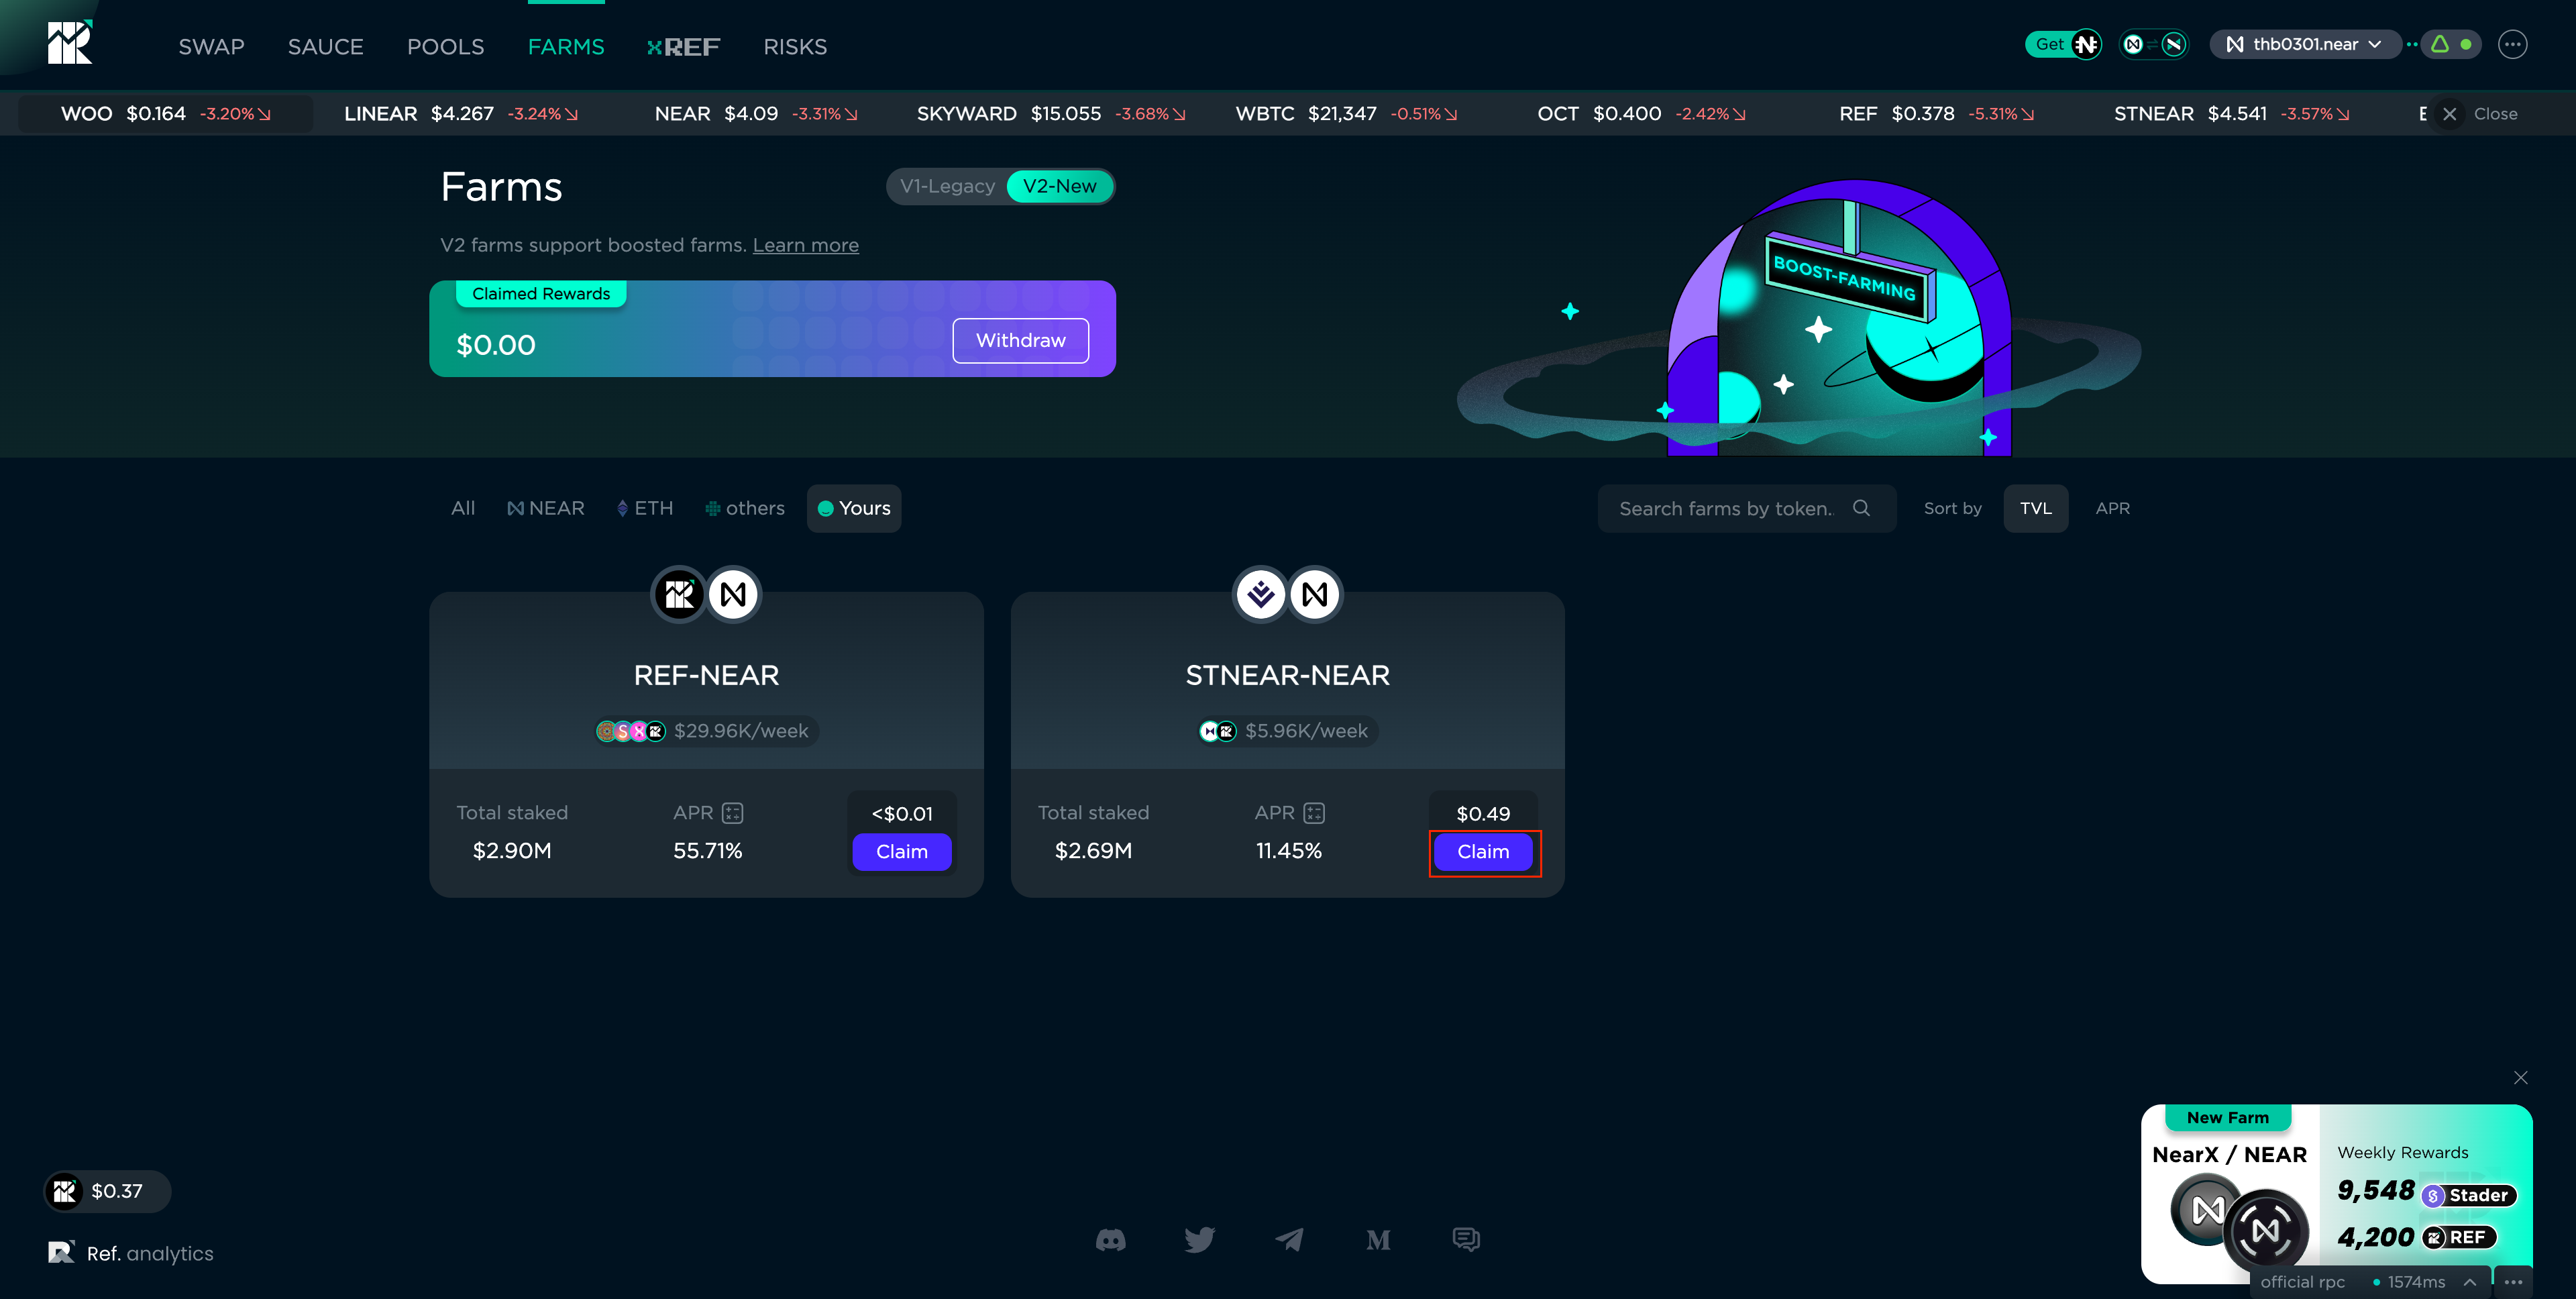 SWAP SAUCE POOLS FARMS xREF RISKS Get thb0301.near
WOO $0.164 -3.20% LINEAR $4.267 -3.24% NEAR $4.09 -3.31% SKYWARD $15.055 -3.68% WBTC $21,347 -0.51% OCT $0.400 -2.42% REF $0.378 -5.31% STNEAR $4.541 -3.57% Close
Farms V1-Legacy V2-New
V2 farms support boosted farms. Learn more
Claimed Rewards
$0.00 Withdraw
BOOST-FARMING
All NEAR ETH others Yours Search farms by token.. Sort by TVL APR
REF-NEAR
$29.96K/week
Total staked APR <$0.01
$2.90M 55.71% Claim
STNEAR-NEAR
$5.96K/week
Total staked APR $0.49
$2.69M 11.45% Claim
New Farm
NearX / NEAR
Weekly Rewards
9,548 Stader
4,200 REF
$0.37
Ref. analytics
official rpc 1574ms